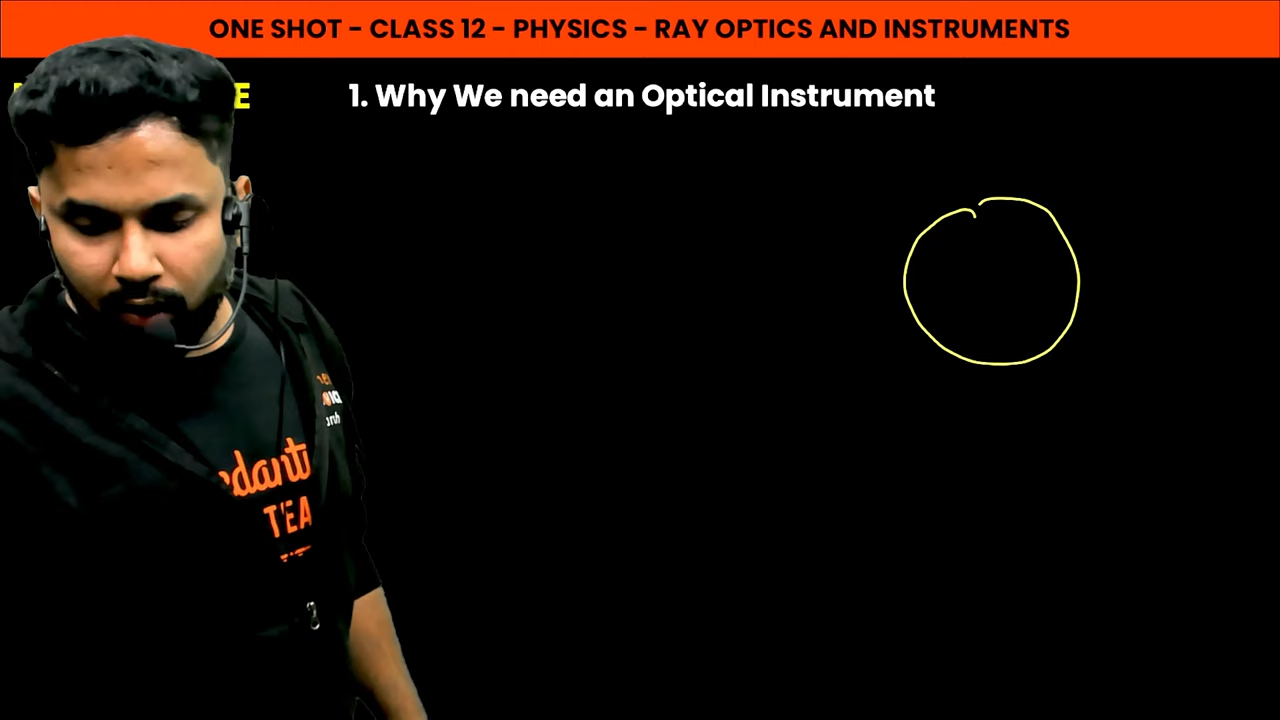 ONE SHOT - CLASS 12 - PHYSICS - RAY OPTICS AND INSTRUMENTS
1. Why We need an Optical Instrument